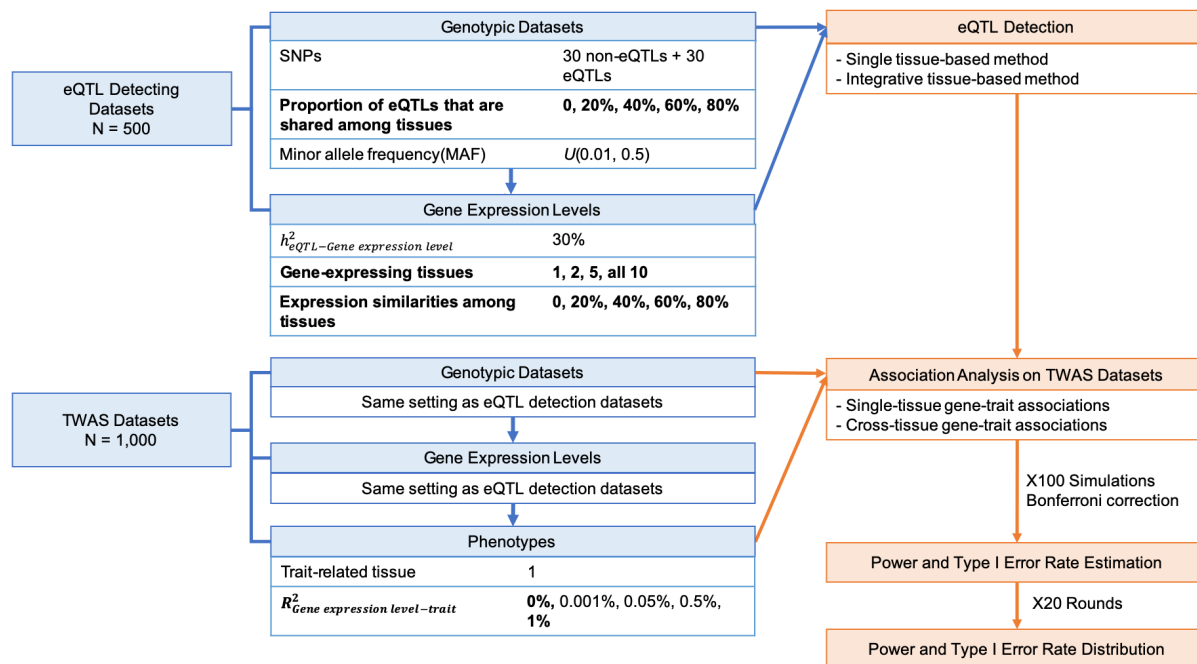 eQTL Detecting
Datasets
N = 500
Genotypic Datasets
SNPs
30 non-eQTLs + 30
eQTLs
Proportion of eQTLs that are
shared among tissues
0, 20%, 40%, 60%, 80%
Minor allele frequency(MAF)
U(0.01, 0.5)
Gene Expression Levels
h²eQTL−Gene expression level
30%
Gene-expressing tissues
1, 2, 5, all 10
Expression similarities among
tissues
0, 20%, 40%, 60%, 80%
eQTL Detection
- Single tissue-based method
- Integrative tissue-based method
TWAS Datasets
N = 1,000
Genotypic Datasets
Same setting as eQTL detection datasets
Gene Expression Levels
Same setting as eQTL detection datasets
Phenotypes
Trait-related tissue
1
R²Gene expression level−trait
0%, 0.001%, 0.05%, 0.5%,
1%
Association Analysis on TWAS Datasets
- Single-tissue gene-trait associations
- Cross-tissue gene-trait associations
X100 Simulations
Bonferroni correction
Power and Type I Error Rate Estimation
X20 Rounds
Power and Type I Error Rate Distribution